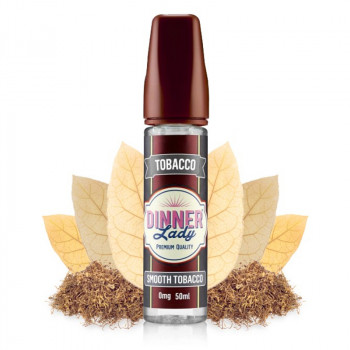 TOBACCO
DINNER
Lady
PREMIUM QUALITY
SMOOTH TOBACCO
0mg 50ml